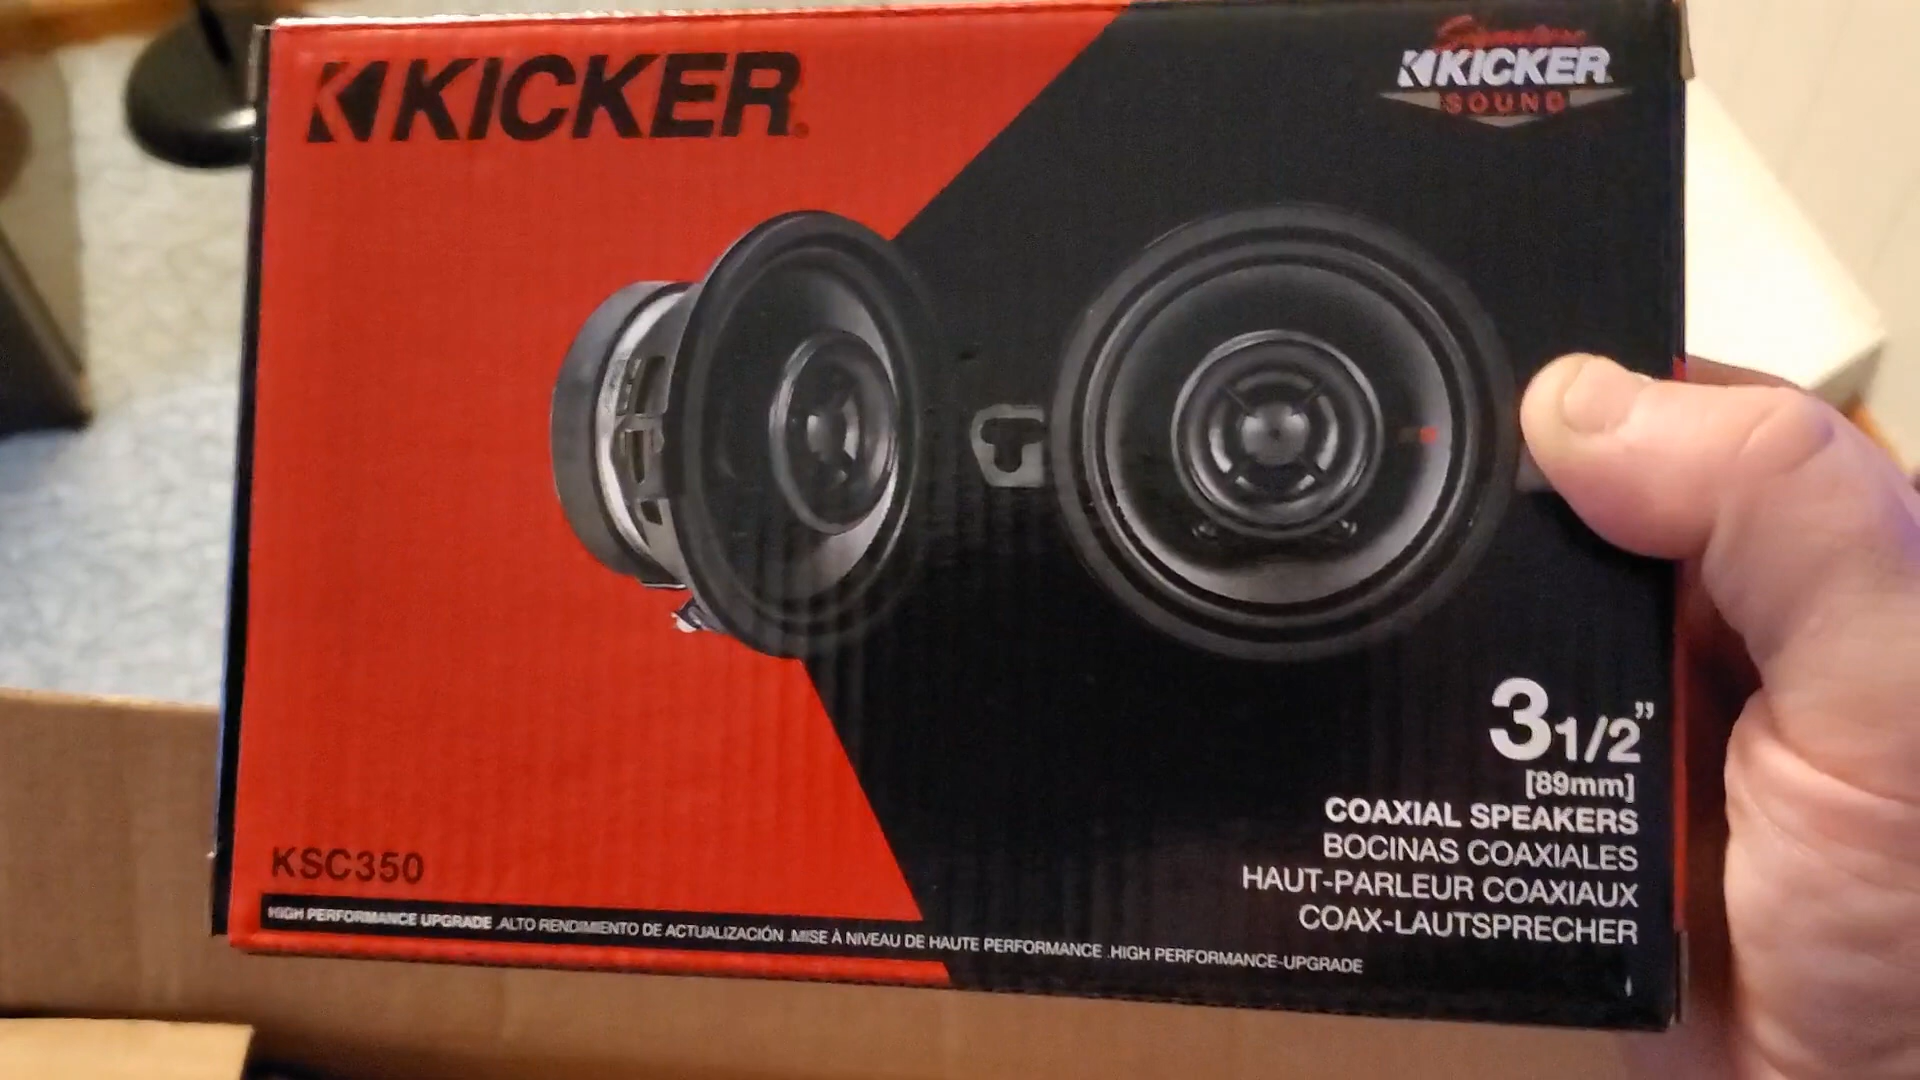 KICKER
Signature
KICKER
SOUND
3 1/2”
[89mm]
COAXIAL SPEAKERS
BOCINAS COAXIALES
HAUT-PARLEUR COAXIAUX
COAX-LAUTSPRECHER
KSC350
HIGH PERFORMANCE UPGRADE .ALTO RENDIMIENTO DE ACTUALIZACIÓN .MISE À NIVEAU DE HAUTE PERFORMANCE .HIGH PERFORMANCE-UPGRADE